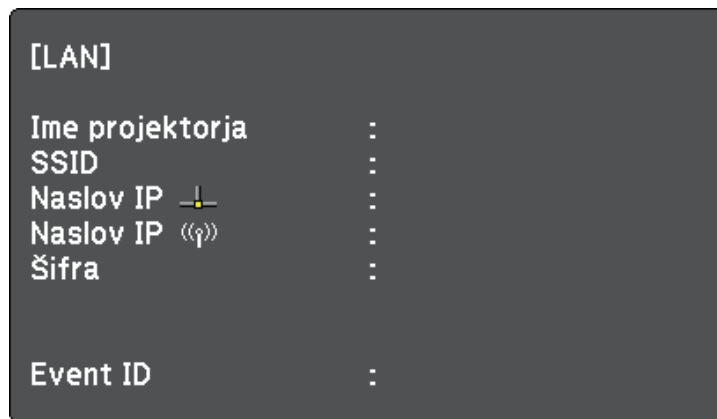 [LAN]
Ime projektorja :
SSID :
Naslov IP :
Naslov IP :
Šifra :
Event ID :